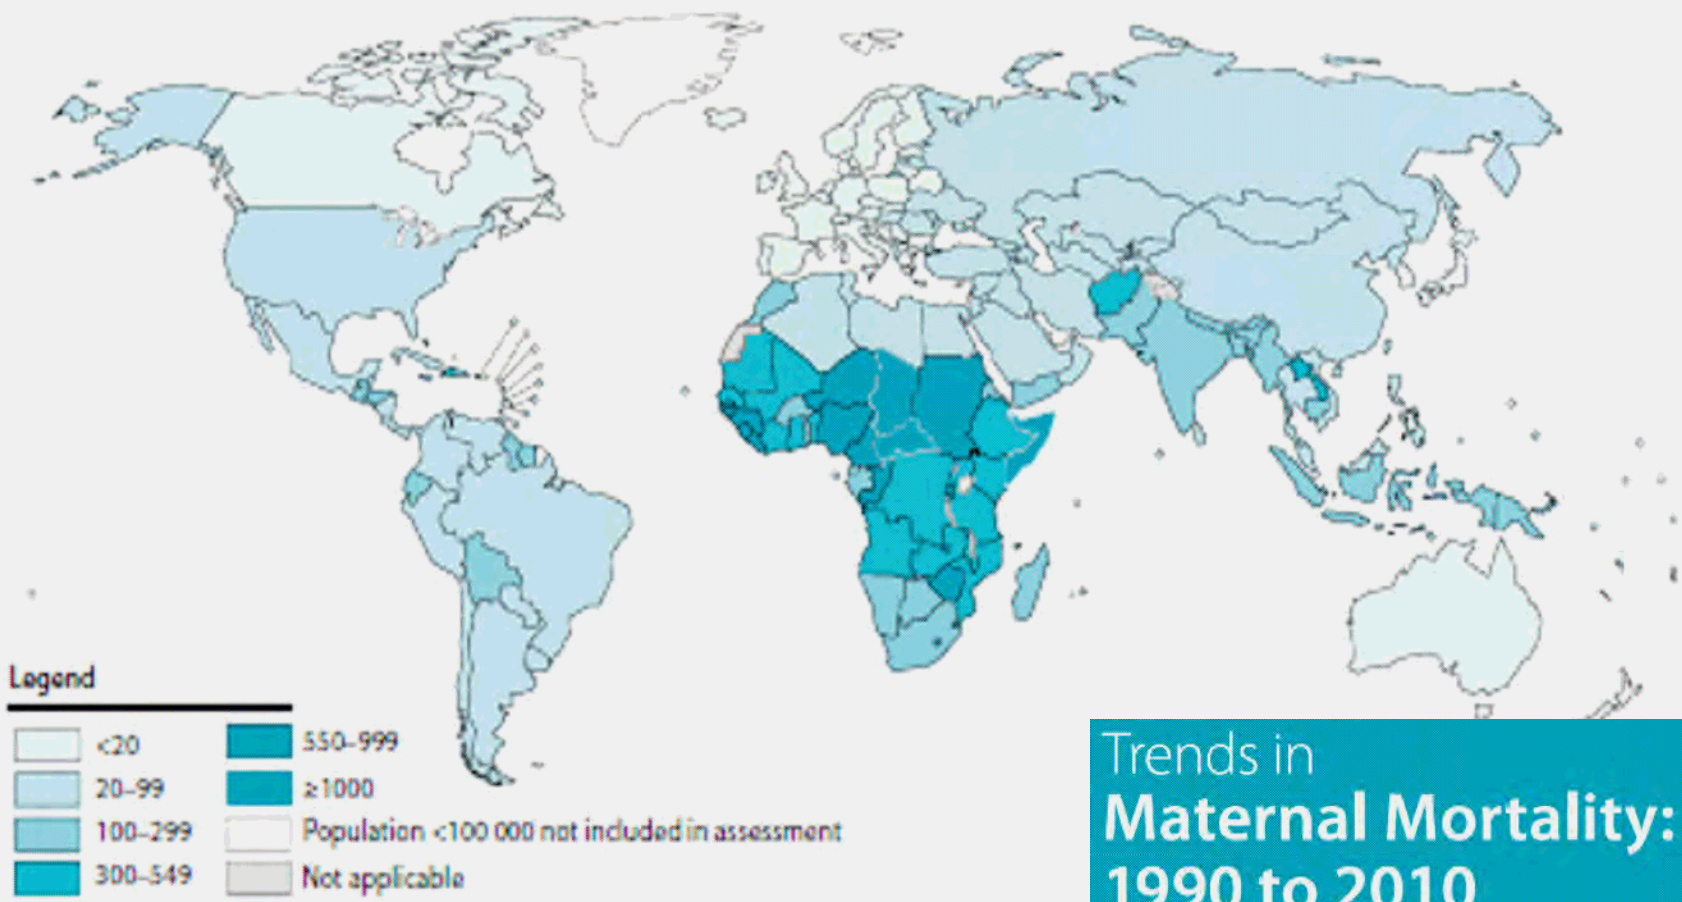 Legend
<20
20–99
100–299
300–549
550–999
≥1000
Population <100 000 not included in assessment
Not applicable
Trends in
Maternal Mortality:
1990 to 2010